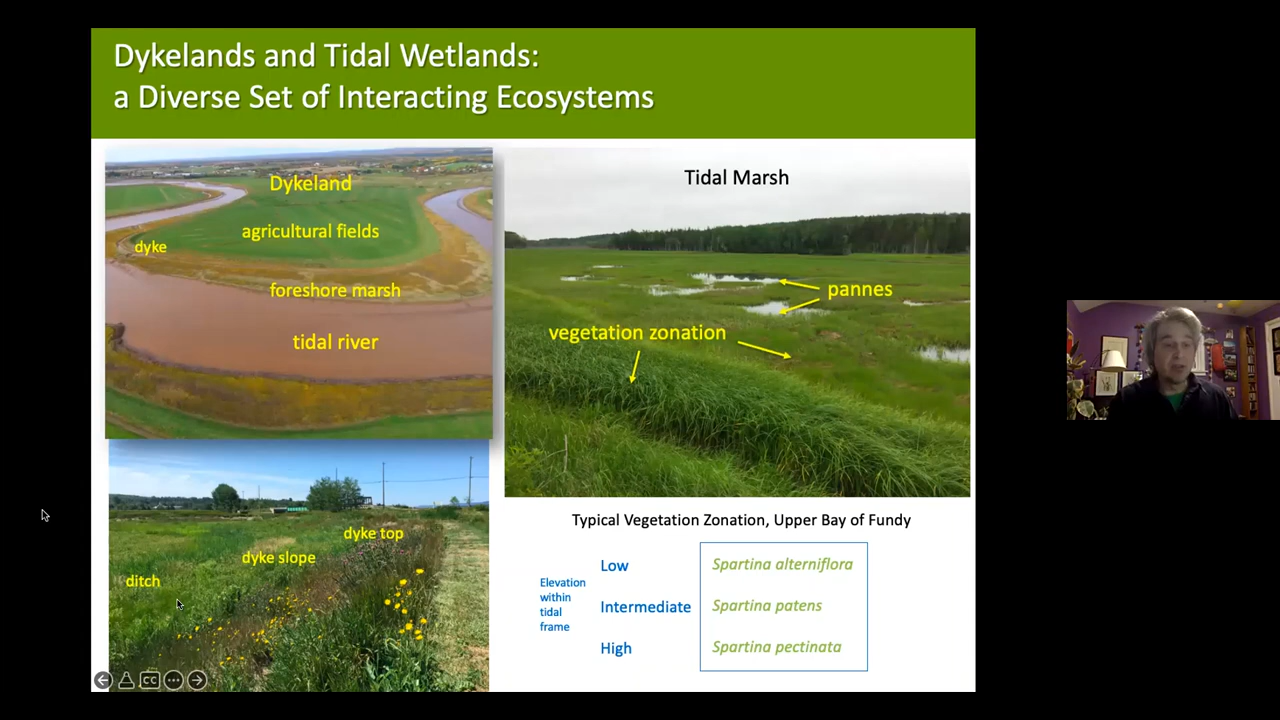 Dykelands and Tidal Wetlands:
a Diverse Set of Interacting Ecosystems
Dykeland
agricultural fields
dyke
foreshore marsh
tidal river
dyke top
dyke slope
ditch
Tidal Marsh
pannes
vegetation zonation
Typical Vegetation Zonation, Upper Bay of Fundy
Elevation
within
tidal
frame
Low
Spartina alterniflora
Intermediate
Spartina patens
High
Spartina pectinata
CC